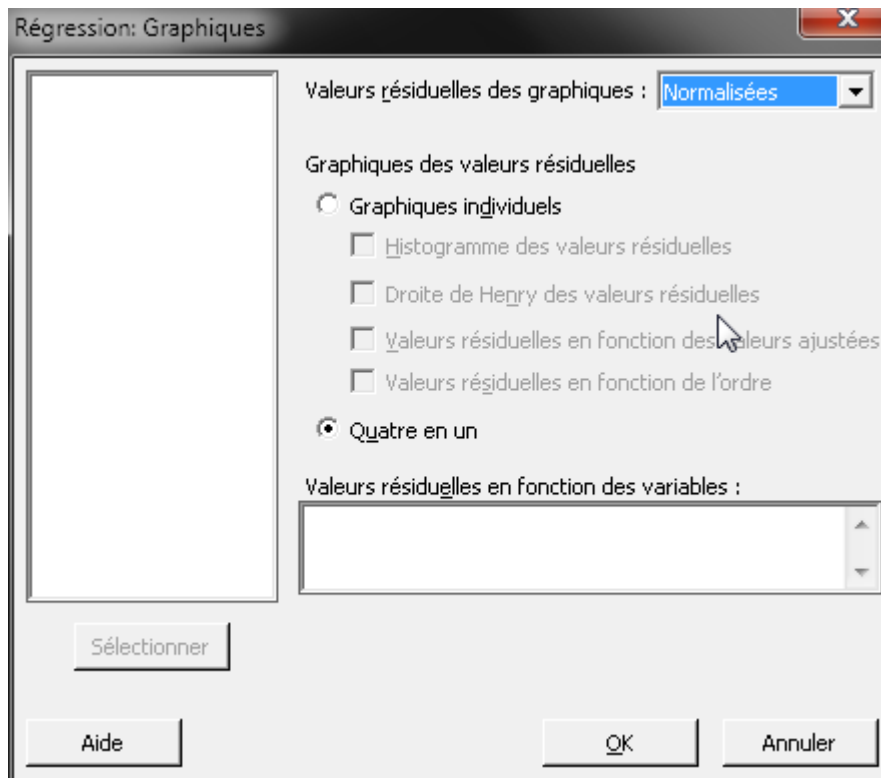 Régression: Graphiques
Valeurs résiduelles des graphiques : Normalisées
Graphiques des valeurs résiduelles
Graphiques individuels
Histogramme des valeurs résiduelles
Droite de Henry des valeurs résiduelles
Valeurs résiduelles en fonction des valeurs ajustées
Valeurs résiduelles en fonction de l'ordre
Quatre en un
Valeurs résiduelles en fonction des variables :
Sélectionner
Aide
OK
Annuler